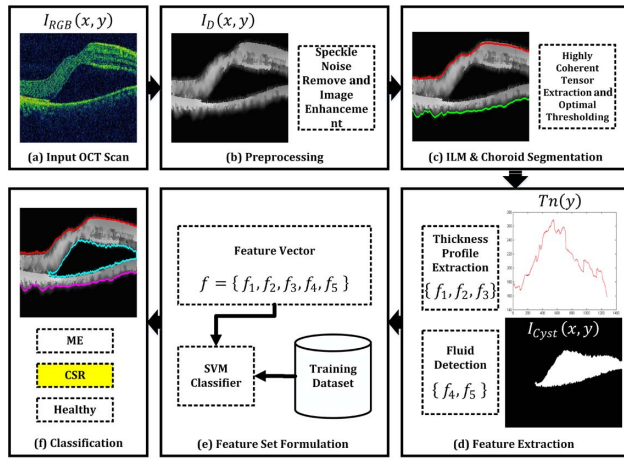 I_RGB(x, y)
(a) Input OCT Scan
I_D(x, y)
Speckle
Noise
Remove and
Image
Enhanceme
nt
(b) Preprocessing
Highly
Coherent
Tensor
Extraction and
Optimal
Thresholding
(c) ILM & Choroid Segmentation
Thickness
Profile
Extraction
{ f₁, f₂, f₃}
Tn(y)
Fluid
Detection
{ f₄, f₅}
I_Cyst(x, y)
(d) Feature Extraction
Feature Vector
f = { f₁, f₂, f₃, f₄, f₅ }
SVM
Classifier
Training
Dataset
(e) Feature Set Formulation
ME
CSR
Healthy
(f) Classification